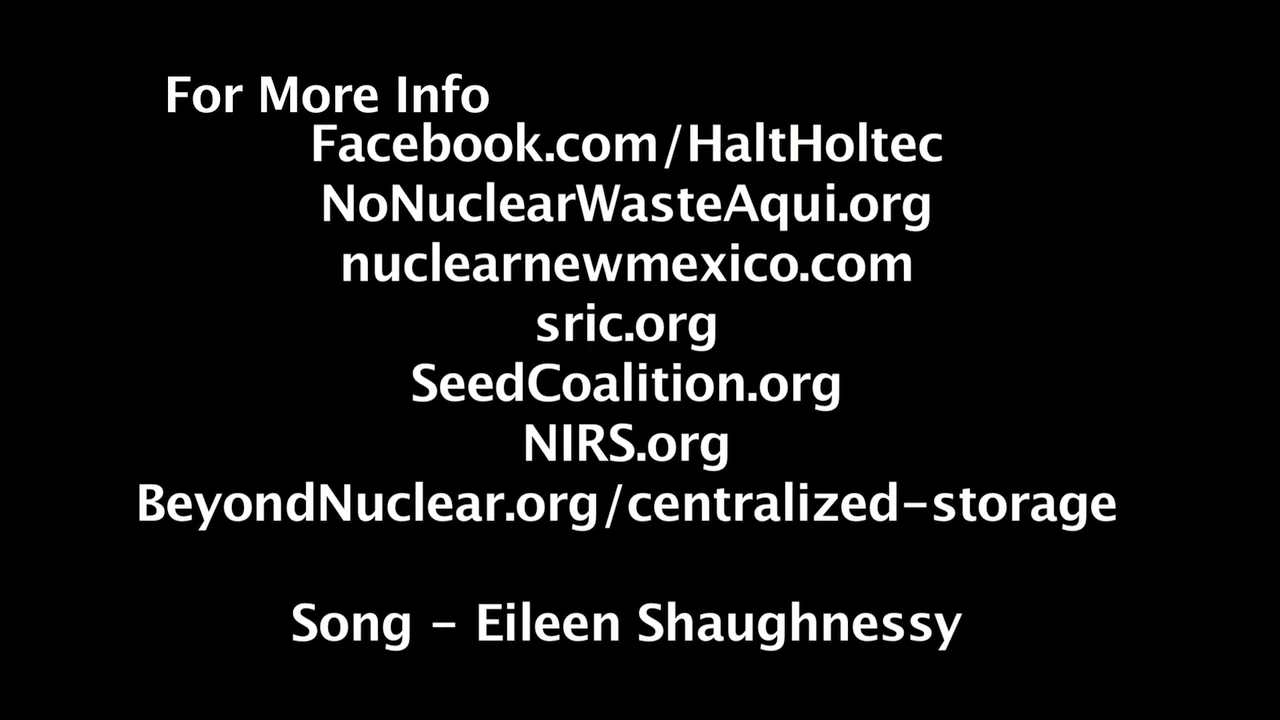 For More Info
Facebook.com/HaltHoltec
NoNuclearWasteAqui.org
nuclearnewmexico.com
sric.org
SeedCoalition.org
NIRS.org
BeyondNuclear.org/centralized-storage
Song - Eileen Shaughnessy